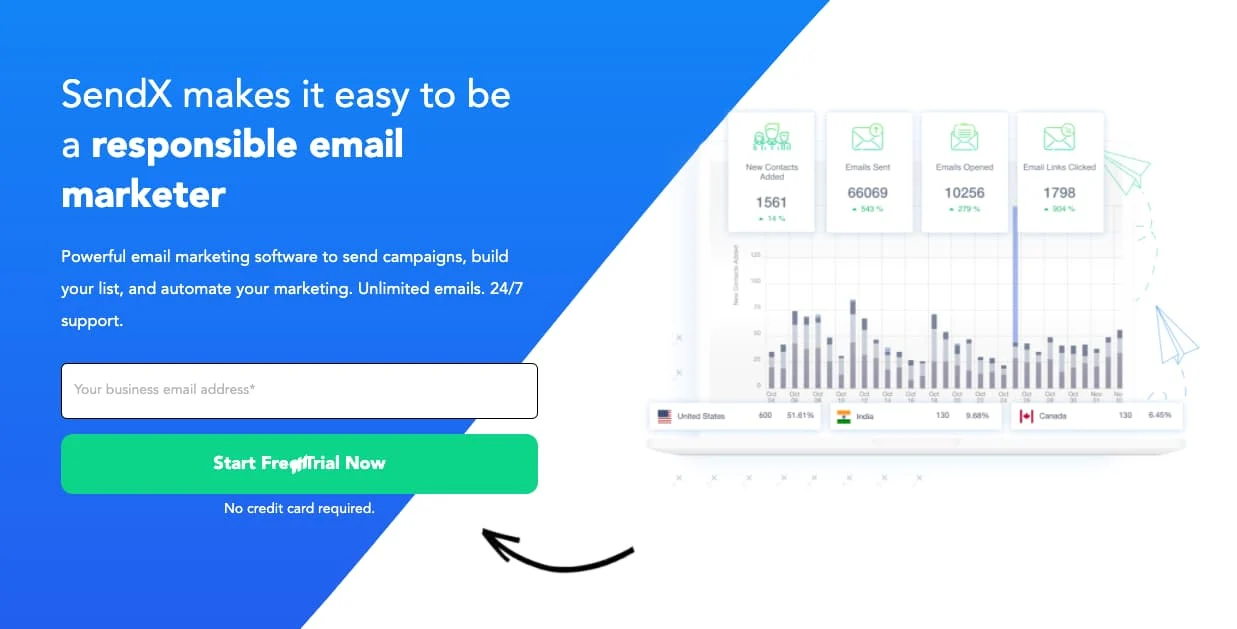 SendX makes it easy to be
a responsible email
marketer
Powerful email marketing software to send campaigns, build
your list, and automate your marketing. Unlimited emails. 24/7
support.
Your business email address*
Start Free Trial Now
No credit card required.
New Contacts
Added
1561
14 %
Emails Sent
66069
543 %
Emails Opened
10256
279 %
Email Links Clicked
1798
904 %
New Contacts Added
125
100
75
50
25
0
Oct Oct Oct Oct Oct Oct Oct Oct Oct Oct Oct Oct Oct Oct Nov
04 06 08 10 12 14 16 18 20 22 24 26 28 30 01
United States 600 51.61%
India 130 9.68%
Canada 130 6.45%